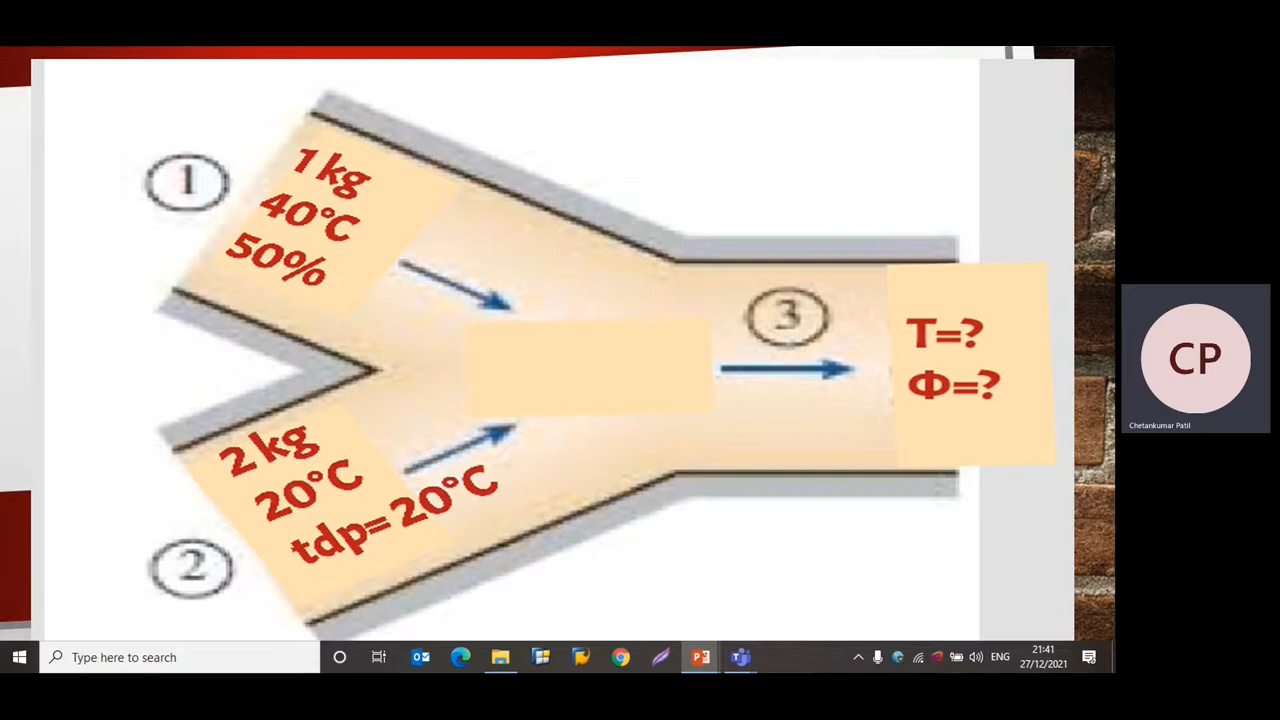 1
1 kg
40°C
50%
3
T=?
Φ=?
2 kg
20°C
tdp=20°C
2
CP
Chetankumar Patil
Type here to search
ENG
21:41
27/12/2021